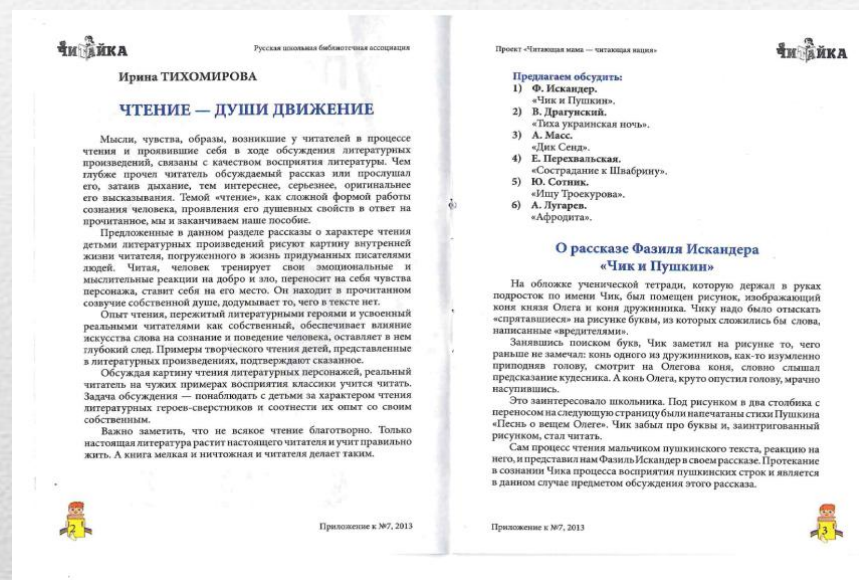 ЧИТАЙКА
Русская школьная библиотечная ассоциация
Ирина ТИХОМИРОВА
ЧТЕНИЕ — ДУШИ ДВИЖЕНИЕ
Мысли, чувства, образы, возникшие у читателей в процессе
чтения и проявившие себя в ходе обсуждения литературных
произведений, связаны с качеством восприятия литературы. Чем
глубже прочел читатель обсуждаемый рассказ или прослушал
его, затаив дыхание, тем интереснее, серьезнее, оригинальнее
его высказывания. Темой «чтение», как сложной формой работы
сознания человека, проявления его душевных свойств в ответ на
прочитанное, мы и заканчиваем наше пособие.
Предложенные в данном разделе рассказы о характере чтения
детьми литературных произведений рисуют картину внутренней
жизни читателя, погруженного в жизнь придуманных писателями
людей. Читая, человек тренирует свои эмоциональные и
мыслительные реакции на добро и зло, переносит на себя чувства
персонажа, ставит себя на его место. Он находит в прочитанном
созвучие собственной душе, додумывает то, чего в тексте нет.
Опыт чтения, пережитый литературными героями и усвоенный
реальными читателями как собственный, обеспечивает влияние
искусства слова на сознание и поведение человека, оставляет в нем
глубокий след. Примеры творческого чтения детей, представленные
в литературных произведениях, подтверждают сказанное.
Обсуждая картину чтения литературных персонажей, реальный
читатель на чужих примерах восприятия классики учится читать.
Задача обсуждения — понаблюдать с детьми за характером чтения
литературных героев-сверстников и соотнести их опыт со своим
собственным.
Важно заметить, что не всякое чтение благотворно. Только
настоящая литература растит настоящего читателя и учит правильно
жить. А книга мелкая и ничтожная и читателя делает таким.
2
Приложение к №7, 2013
Проект «Читающая мама — читающая нация»
ЧИТАЙКА
Предлагаем обсудить:
1) Ф. Искандер.
«Чик и Пушкин».
2) В. Драгунский.
«Тиха украинская ночь».
3) А. Масс.
«Дик Сенд».
4) Е. Перехвальская.
«Сострадание к Швабрину».
5) Ю. Сотник.
«Ищу Троекурова».
6) А. Лугарев.
«Афродита».
О рассказе Фазиля Искандера
«Чик и Пушкин»
На обложке ученической тетради, которую держал в руках
подросток по имени Чик, был помещен рисунок, изображающий
коня князя Олега и коня дружинника. Чику надо было отыскать
«спрятавшиеся» на рисунке буквы, из которых сложились бы слова,
написанные «вредителями».
Занявшись поиском букв, Чик заметил на рисунке то, чего
раньше не замечал: конь одного из дружинников, как-то изумленно
приподняв голову, смотрит на Олегова коня, словно слышал
предсказание кудесника. А конь Олега, круто опустил голову, мрачно
насупившись.
Это заинтересовало школьника. Под рисунком в два столбика с
переносом на следующую страницу были напечатаны стихи Пушкина
«Песнь о вещем Олеге». Чик забыл про буквы и, заинтригованный
рисунком, стал читать.
Сам процесс чтения мальчиком пушкинского текста, реакцию на
него, и представил нам Фазиль Искандер в своем рассказе. Протекание
в сознании Чика процесса восприятия пушкинских строк и является
в данном случае предметом обсуждения этого рассказа.
Приложение к №7, 2013
3